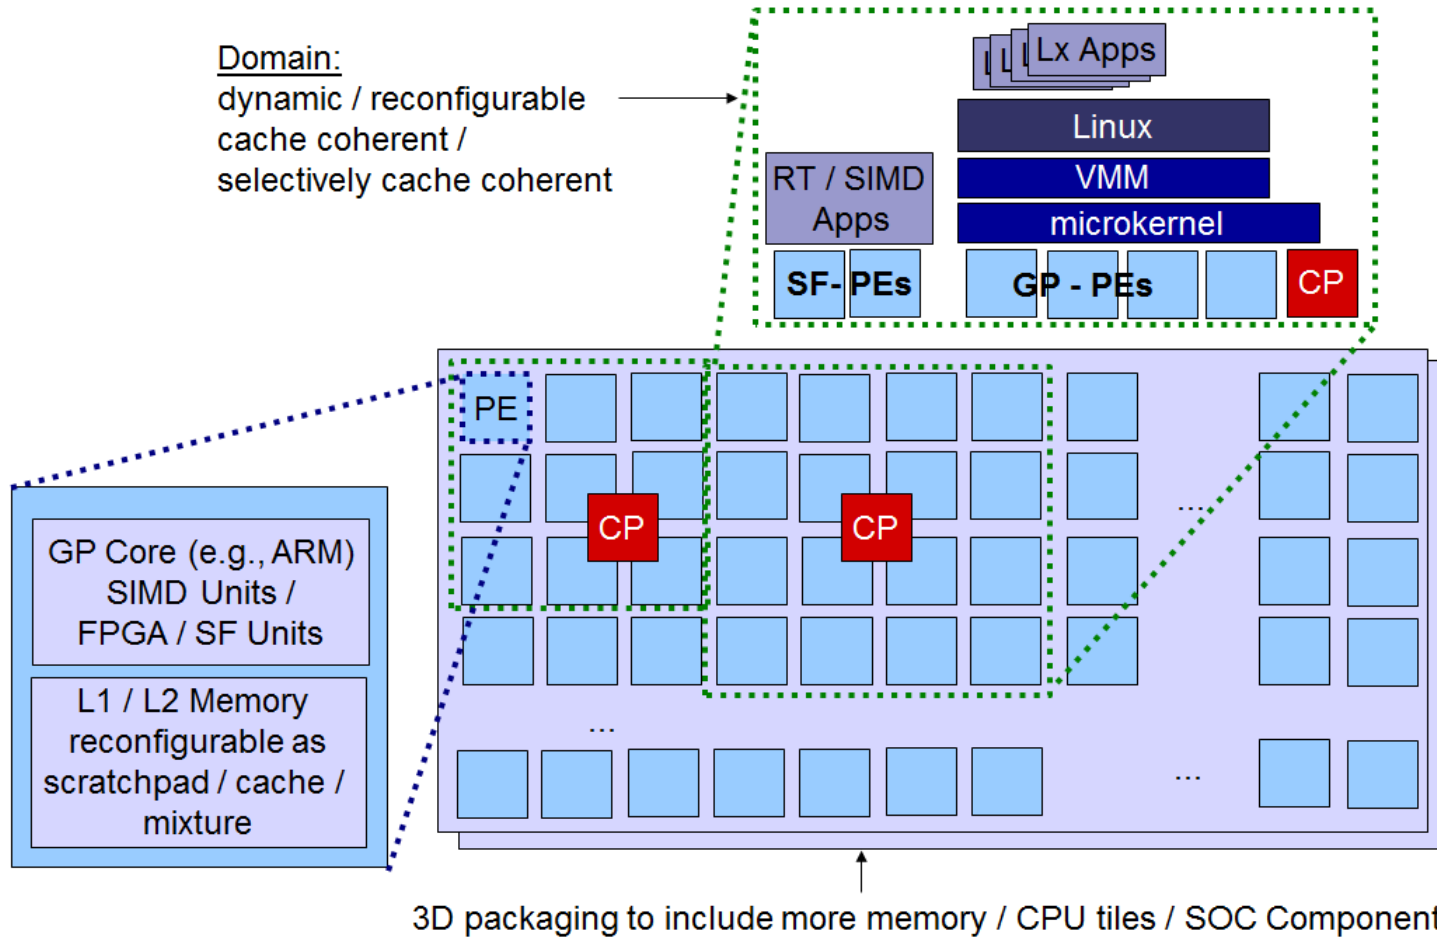 Domain:
dynamic / reconfigurable
cache coherent /
selectively cache coherent
L
L
L
Lx Apps
Linux
RT / SIMD
Apps
VMM
microkernel
SF- PEs
GP - PEs
CP
PE
CP
CP
...
GP Core (e.g., ARM)
SIMD Units /
FPGA / SF Units
L1 / L2 Memory
reconfigurable as
scratchpad / cache /
mixture
...
...
3D packaging to include more memory / CPU tiles / SOC Component